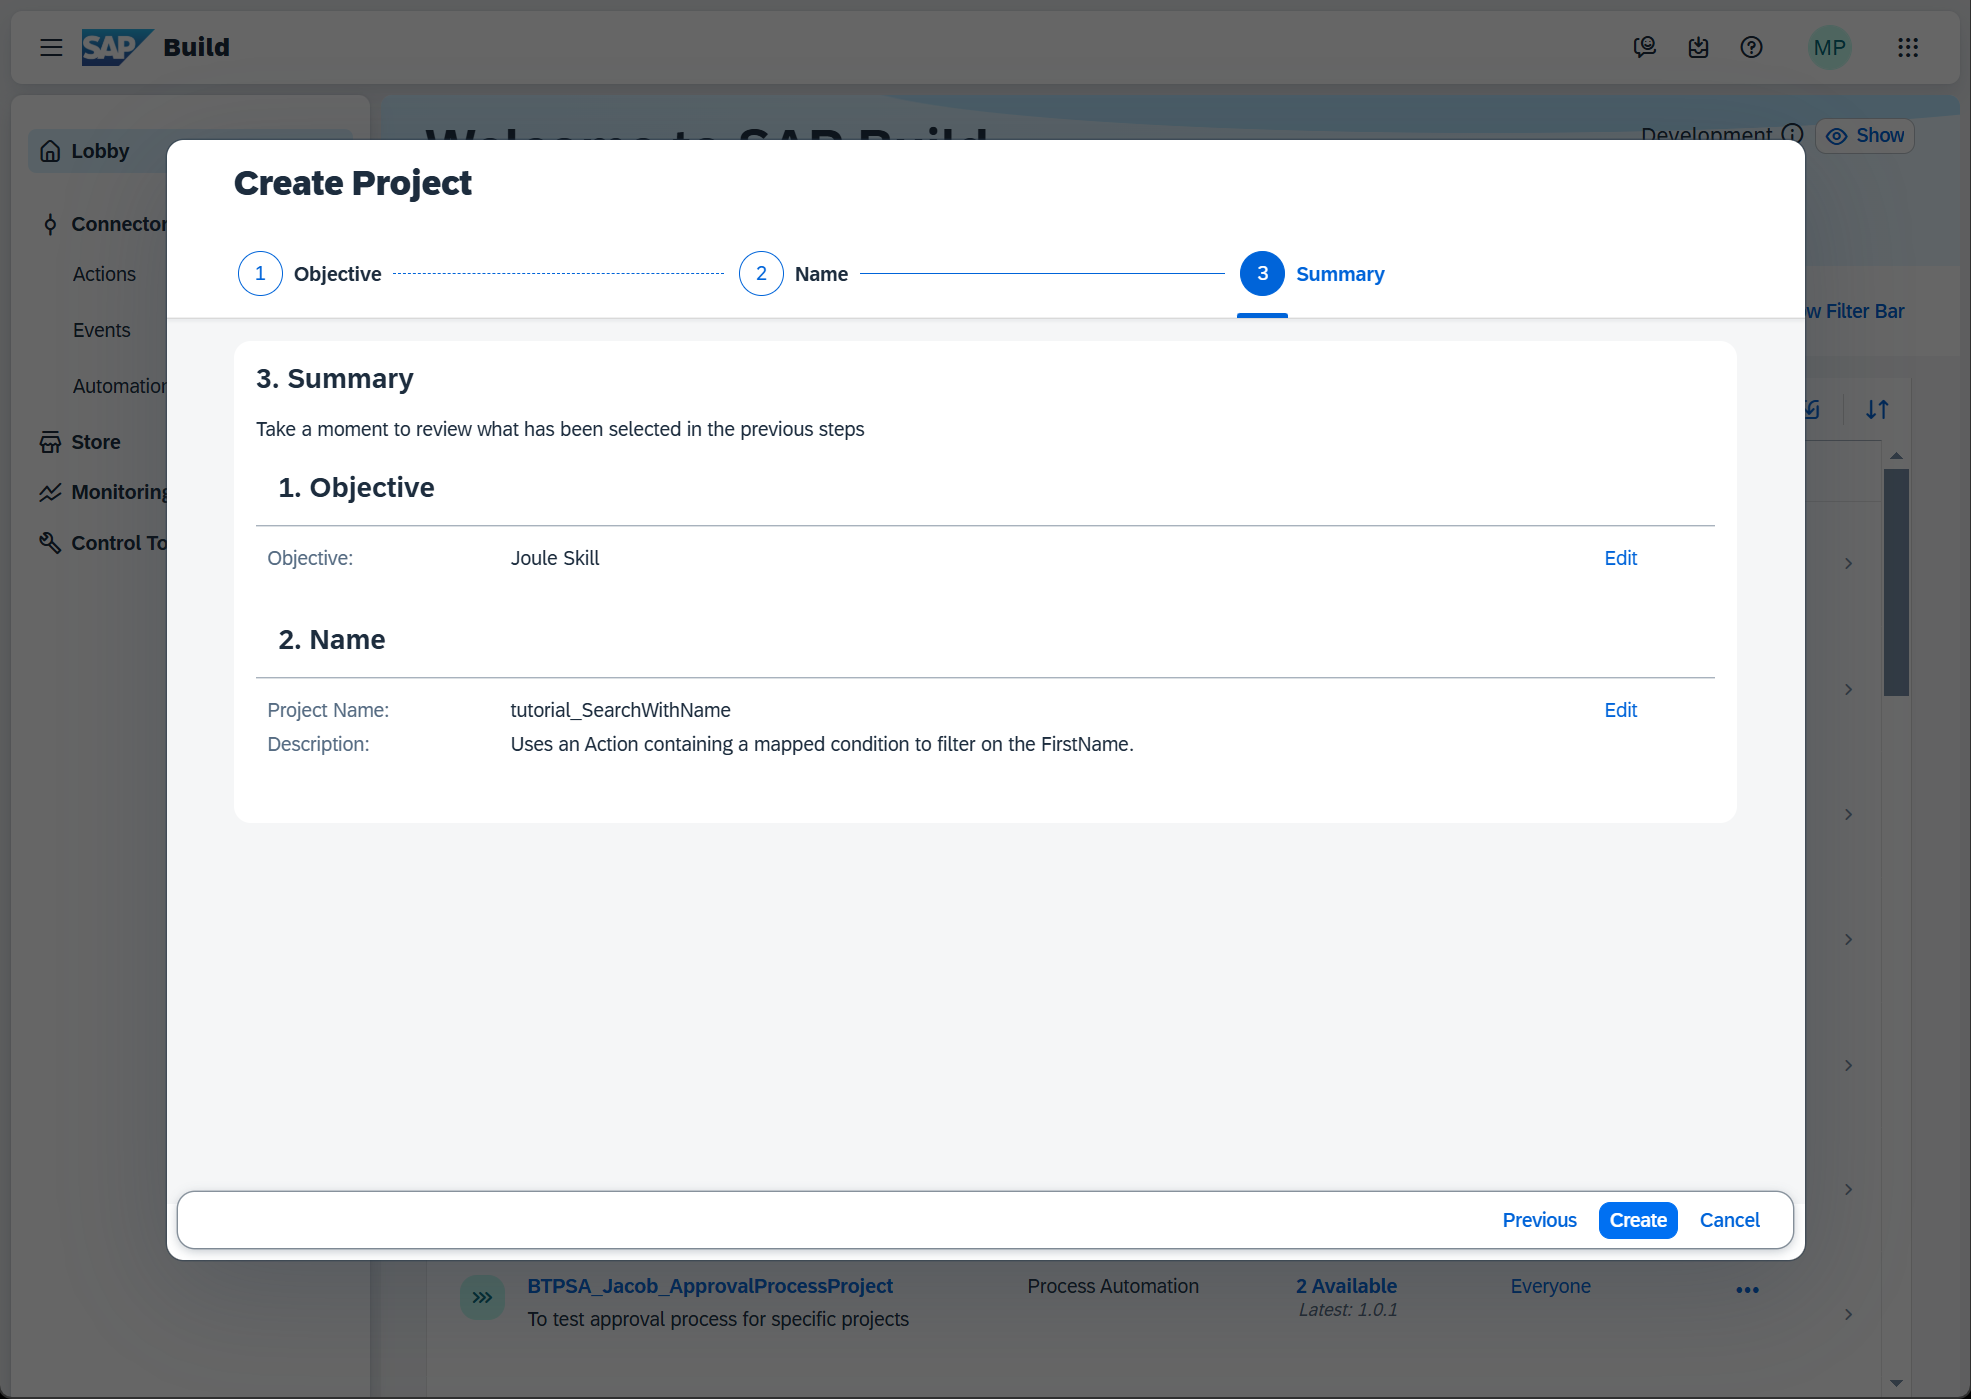 SAP Build
MP
Welcome to SAP Build
Development
Show
Lobby
Connector
Actions
Events
Automation
Store
Monitoring
Control To
w Filter Bar
Create Project
1 Objective
2 Name
3 Summary
3. Summary
Take a moment to review what has been selected in the previous steps
1. Objective
Objective: Joule Skill Edit
2. Name
Project Name: tutorial_SearchWithName Edit
Description: Uses an Action containing a mapped condition to filter on the FirstName.
Previous Create Cancel
BTPSA_Jacob_ApprovalProcessProject Process Automation 2 Available Everyone
Latest: 1.0.1
To test approval process for specific projects